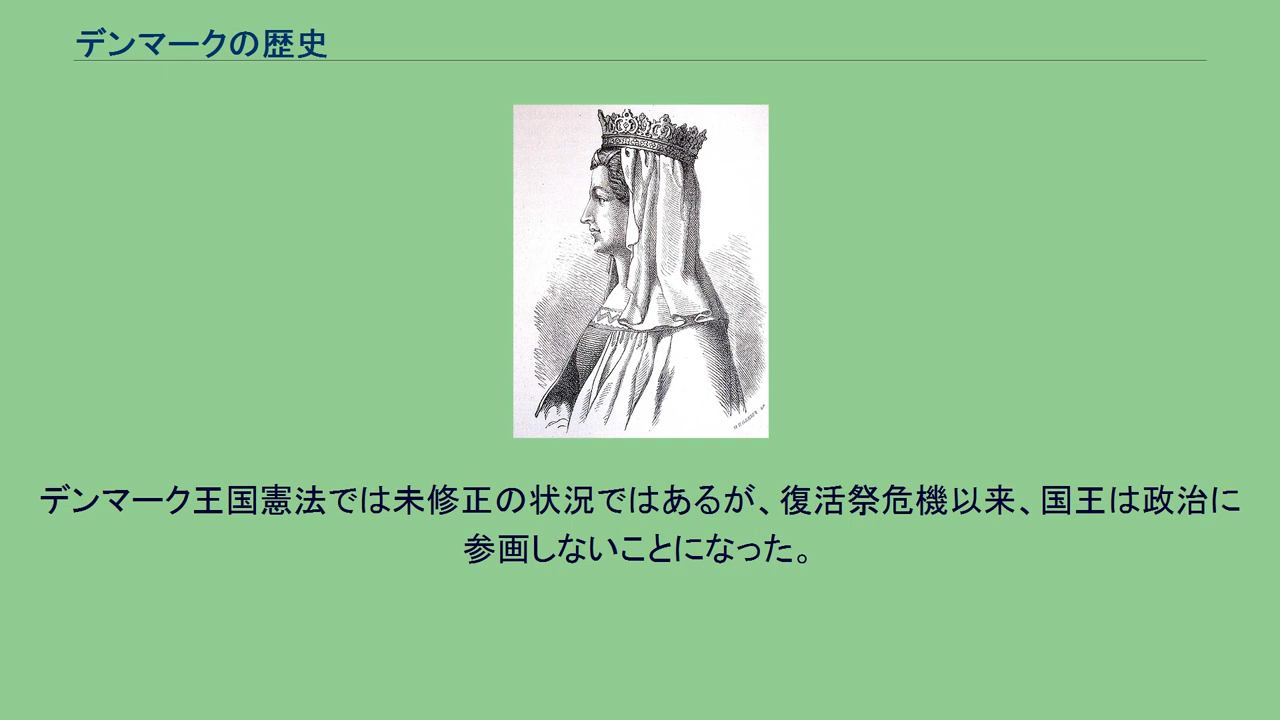 デンマークの歴史
デンマーク王国憲法では未修正の状況ではあるが、復活祭危機以来、国王は政治に
参画しないことになった。